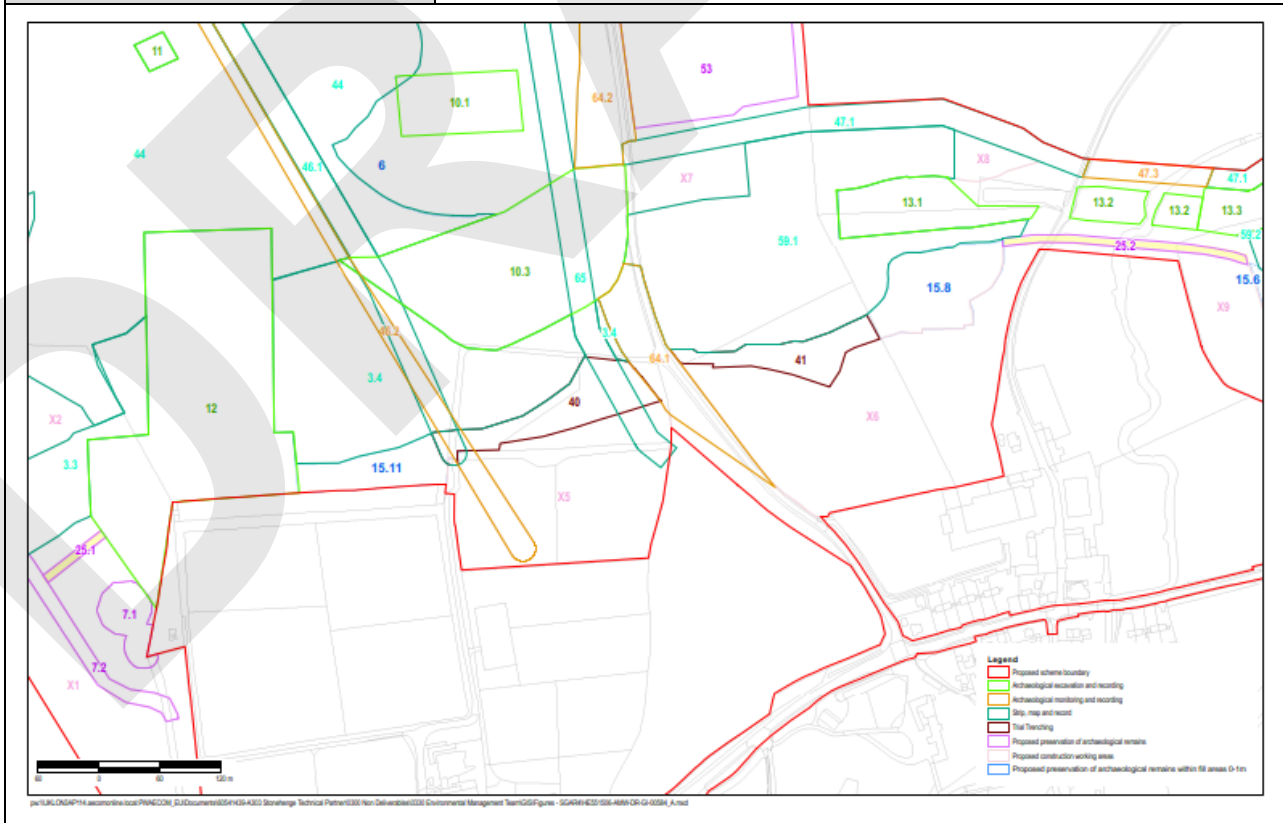 11
44
10.1
64.2
53
47.1
44
46.1
6
X7
X8
47.3
47.1
13.1
13.2
13.2
13.3
59.1
59.2
25.2
10.3
65
15.8
15.6
X9
3.4
46.2
64.1
41
3.4
12
40
X2
X6
3.3
15.11
X5
25.1
7.1
7.2
X1
Legend
Proposed scheme boundary
Archaeological excavation and recording
Archaeological monitoring and recording
Strip, map and record
Trial Trenching
Proposed preservation of archaeological remains
Proposed construction working areas
Proposed preservation of archaeological remains within fill areas 0-1m
60 0 60 120 m